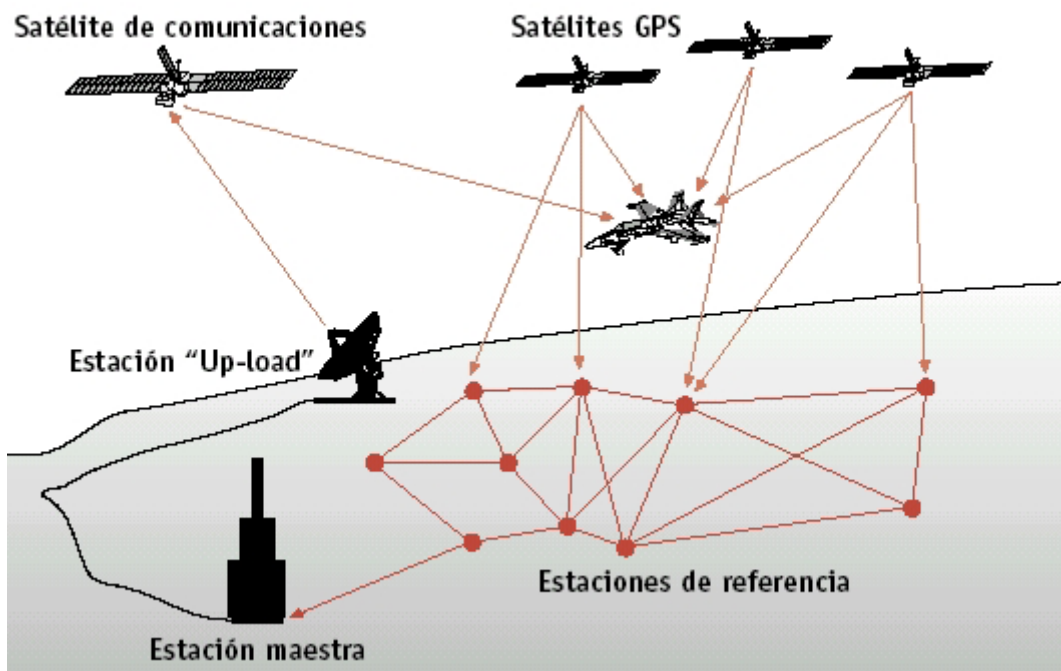 Satélite de comunicaciones
Satélites GPS
Estación “Up-load”
Estaciones de referencia
Estación maestra